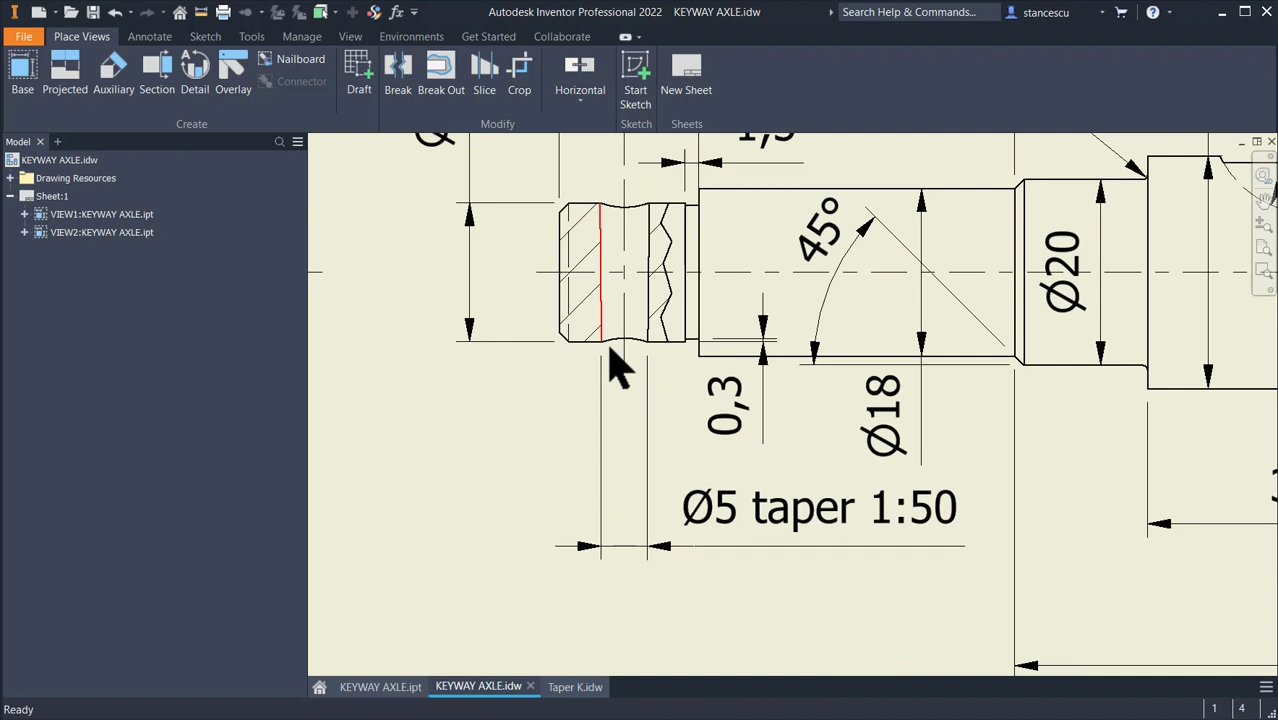 Autodesk Inventor Professional 2022 KEYWAY AXLE.idw
Search Help & Commands...
stancescu
File
Place Views
Annotate
Sketch
Tools
Manage
View
Environments
Get Started
Collaborate
Base
Projected
Auxiliary
Section
Detail
Overlay
Nailboard
Connector
Draft
Break
Break Out
Slice
Crop
Horizontal
Start
Sketch
New Sheet
Create
Modify
Sketch
Sheets
Model
KEYWAY AXLE.idw
Drawing Resources
Sheet:1
VIEW1:KEYWAY AXLE.ipt
VIEW2:KEYWAY AXLE.ipt
45°
Ø20
0,3
Ø18
Ø5 taper 1:50
KEYWAY AXLE.ipt
KEYWAY AXLE.idw
Taper K.idw
Ready
1
4